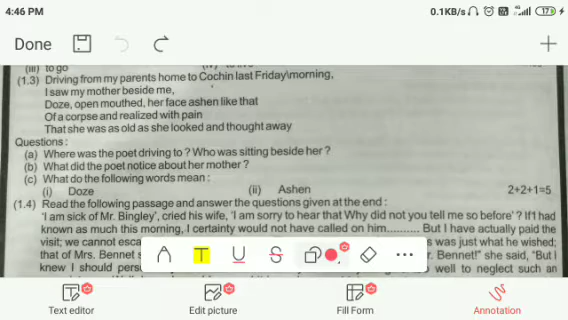 4:46 PM 0.1KB/s 17
Done
(iii) to go
(1.3) Driving from my parents home to Cochin last Friday\morning,
I saw my mother beside me,
Doze, open mouthed, her face ashen like that
Of a corpse and realized with pain
That she was as old as she looked and thought away
Questions :
(a) Where was the poet driving to ? Who was sitting beside her ?
(b) What did the poet notice about her mother ?
(c) What do the following words mean :
(i) Doze (ii) Ashen 2+2+1=5
(1.4) Read the following passage and answer the questions given at the end :
'I am sick of Mr. Bingley', cried his wife, 'I am sorry to hear that Why did not you tell me so before' ? If I had
known as much this morning, I certainty would not have called on him.......... But I have actually paid the
visit; we cannot esca s was just what he wished;
that of Mrs. Bennet s r. Bennet!" she said, "But i
knew I should pers well to neglect such an
T U S
Text editor Edit picture Fill Form Annotation